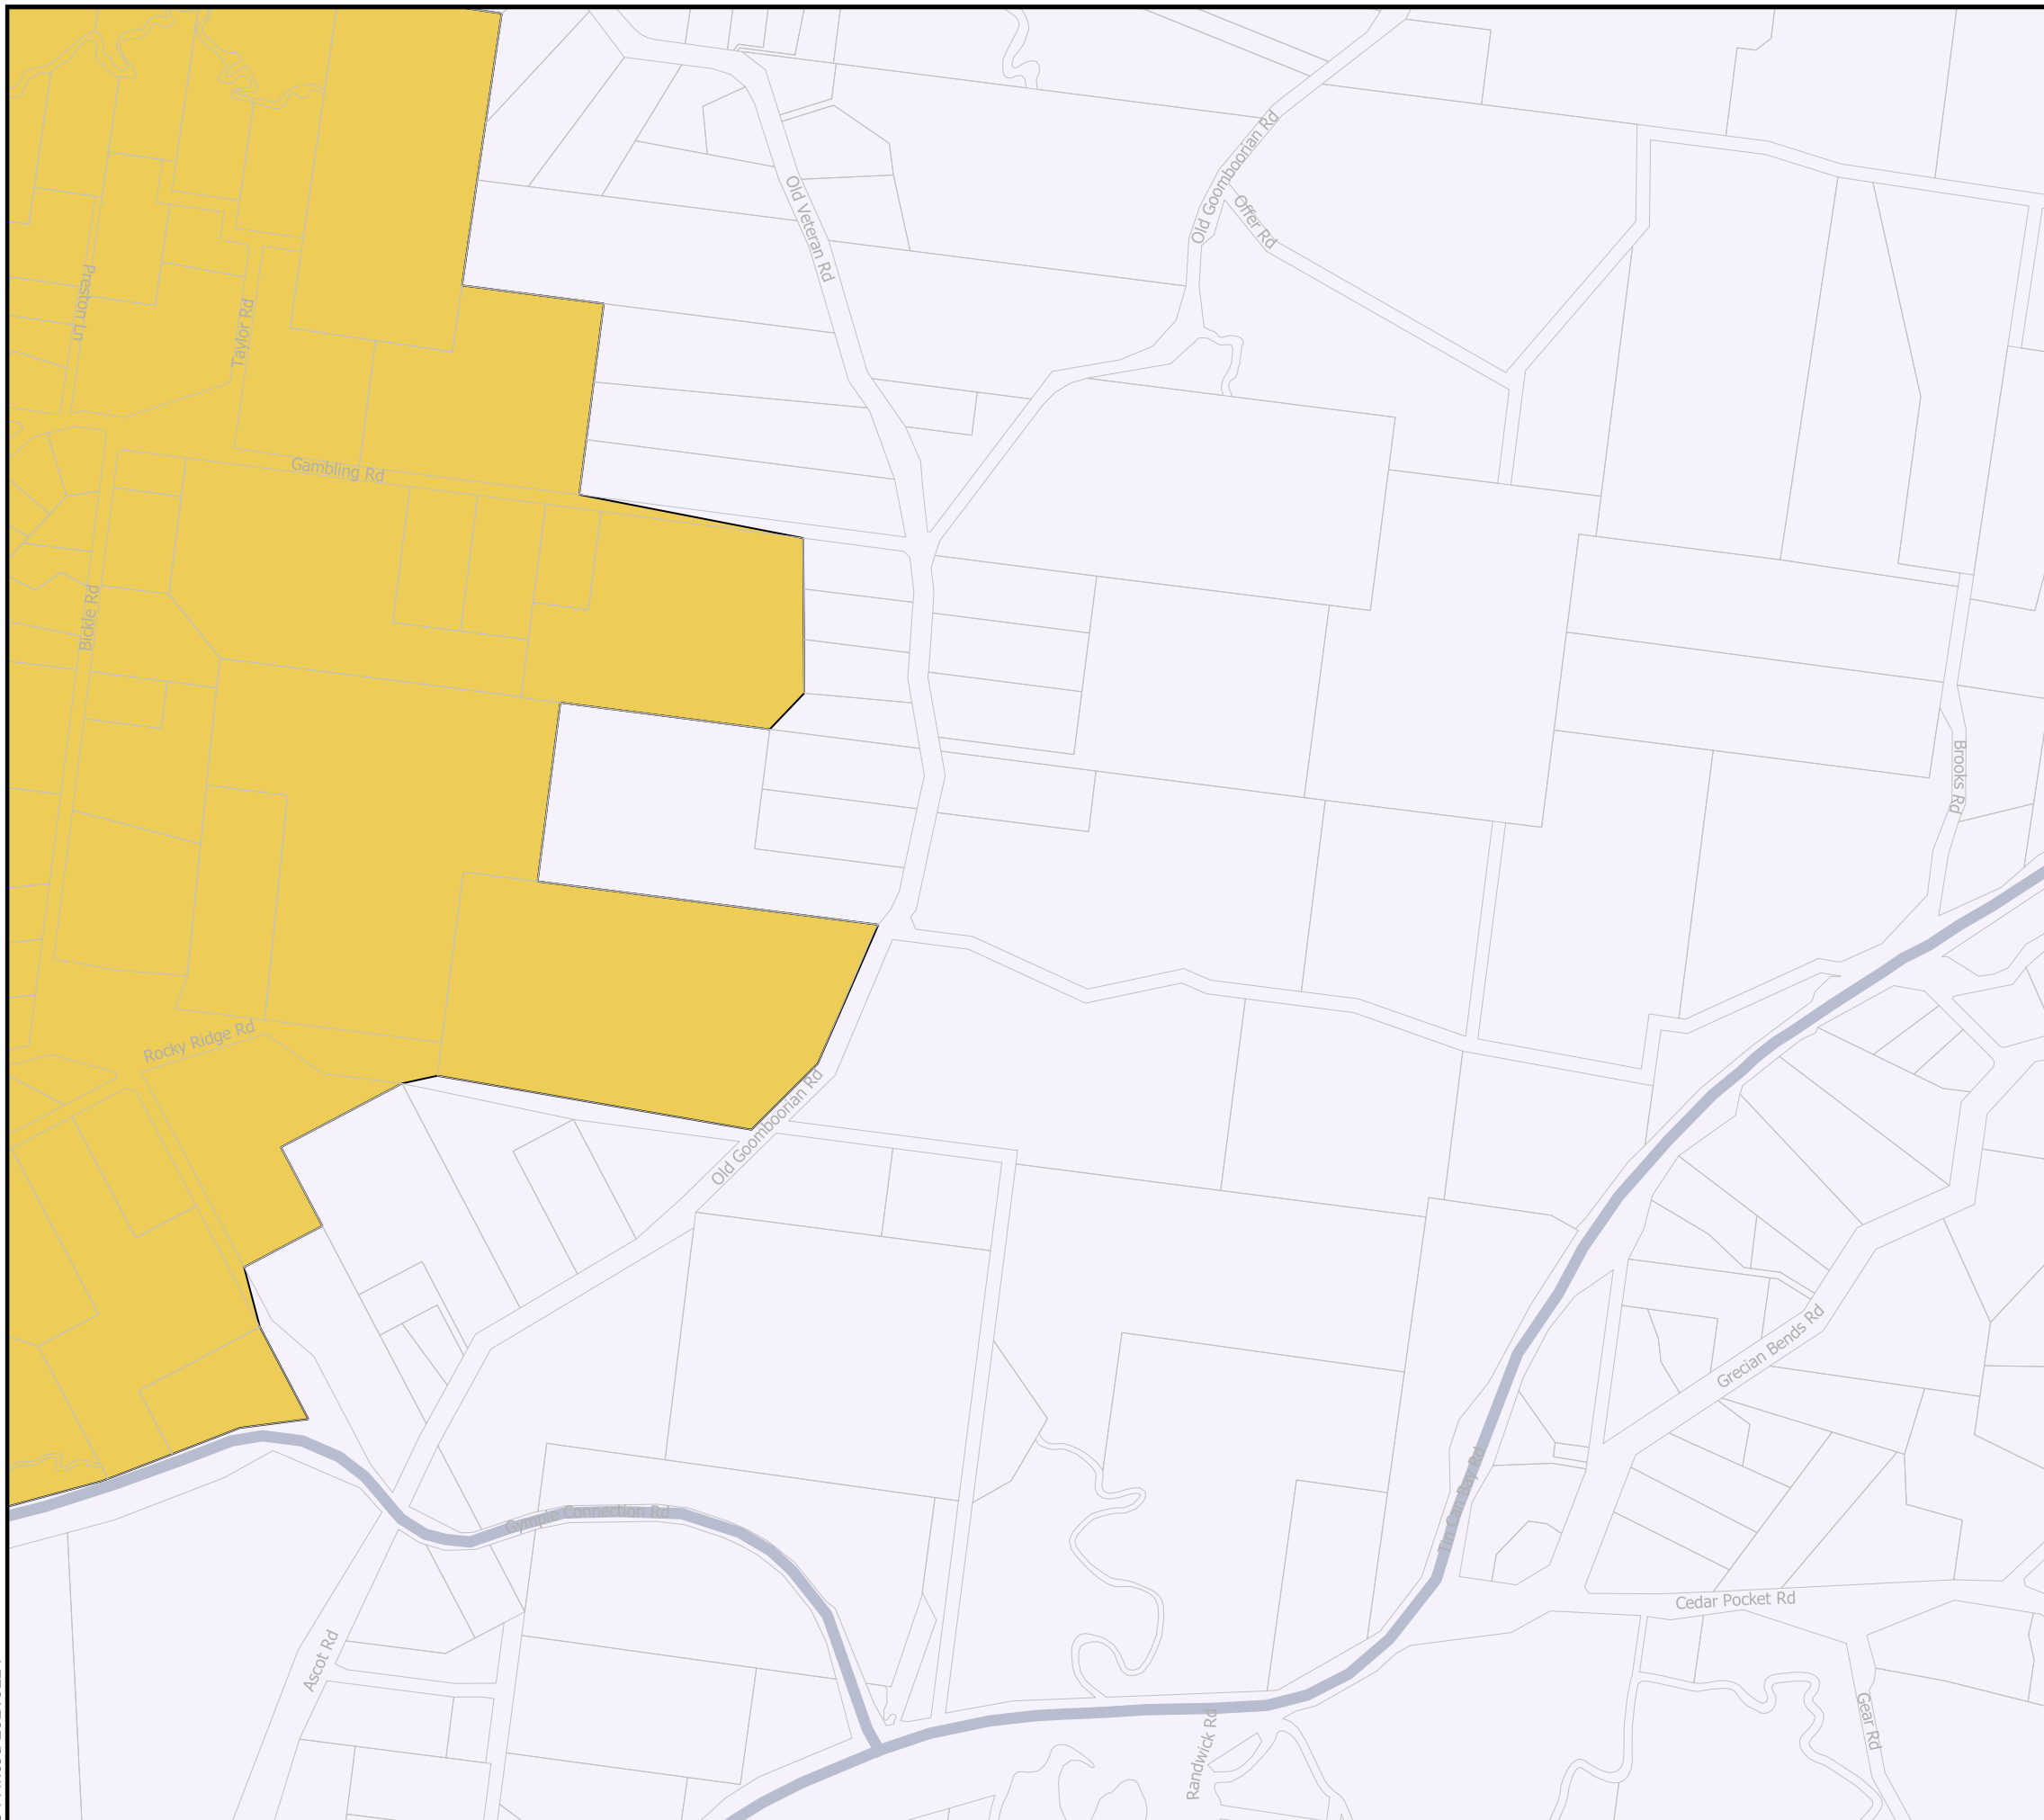 Old Goomboorian Rd
Old Veteran Rd
Offer Rd
Preston Ln
Taylor Rd
Gambling Rd
Bickle Rd
Brooks Rd
Rocky Ridge Rd
Old Goomboorian Rd
Grecian Bends Rd
Tin Can Bay Rd
Gympie Connection Rd
Cedar Pocket Rd
Ascot Rd
Gear Rd
Randwick Rd